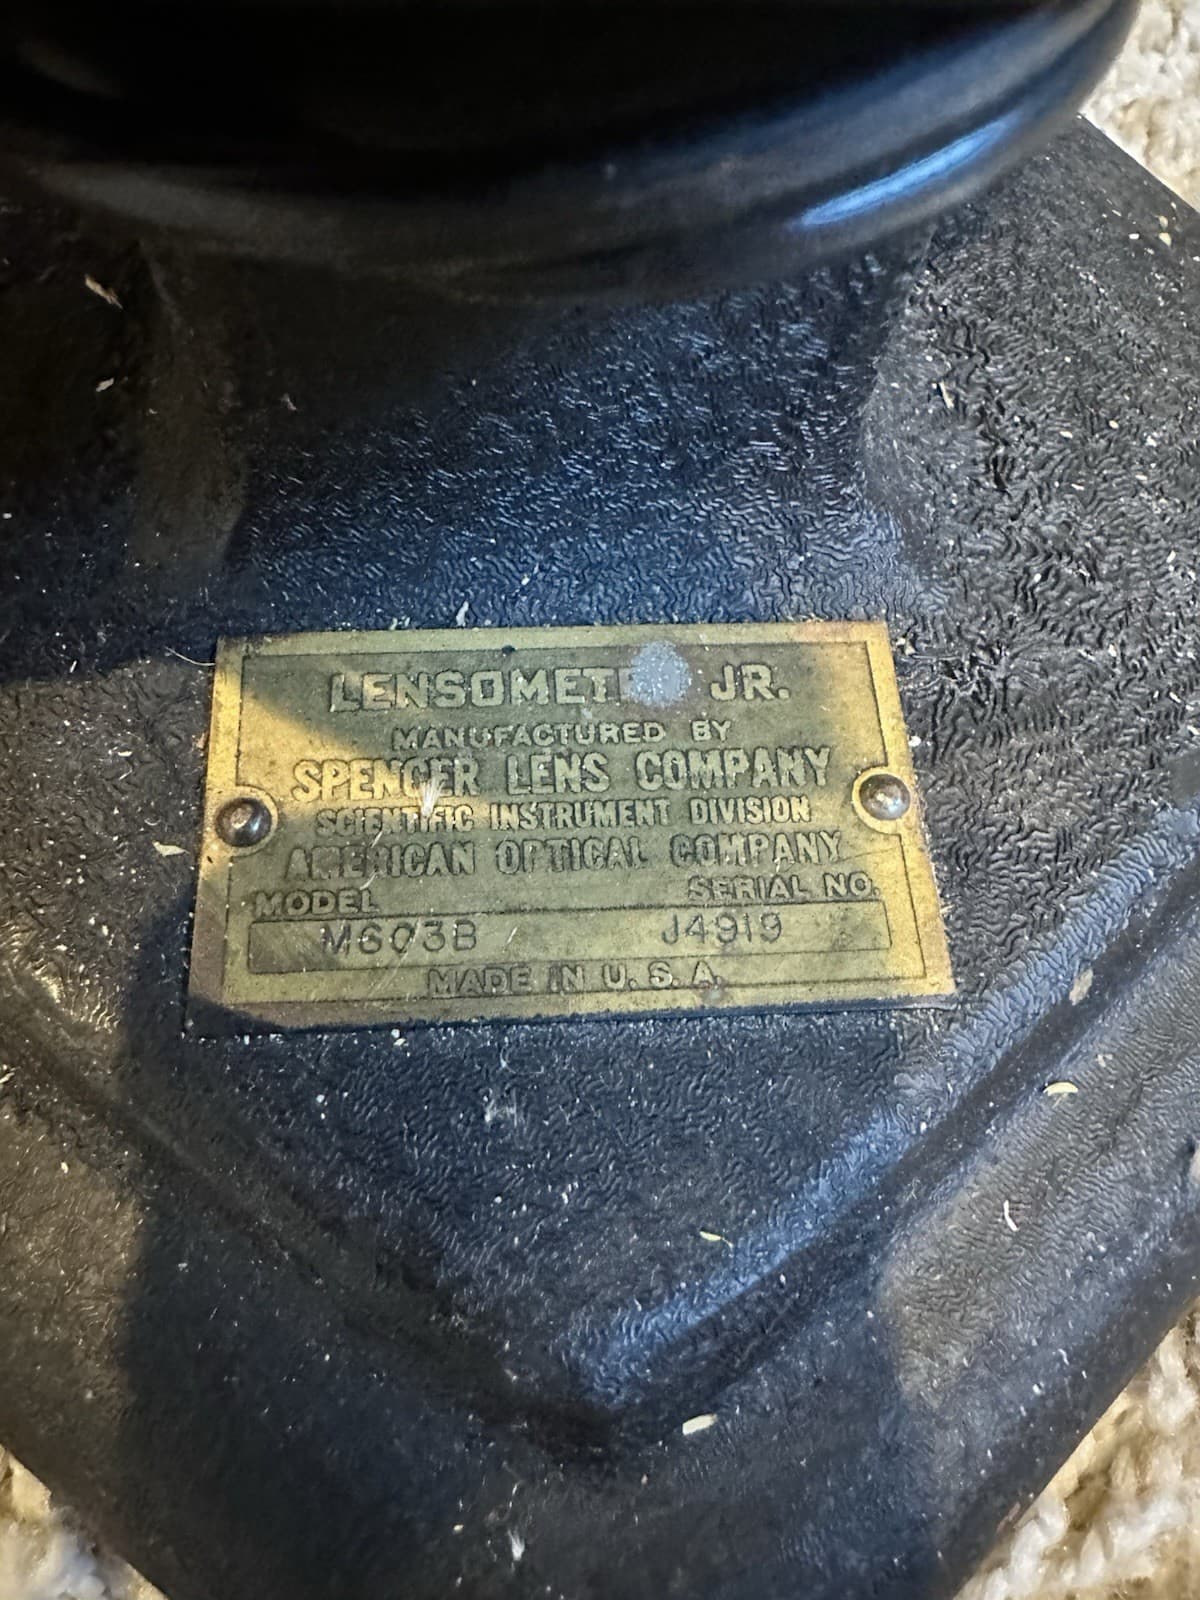 LENSOMETER JR.
MANUFACTURED BY
SPENCER LENS COMPANY
SCIENTIFIC INSTRUMENT DIVISION
AMERICAN OPTICAL COMPANY
MODEL SERIAL NO.
M603B J4919
MADE IN U. S. A.